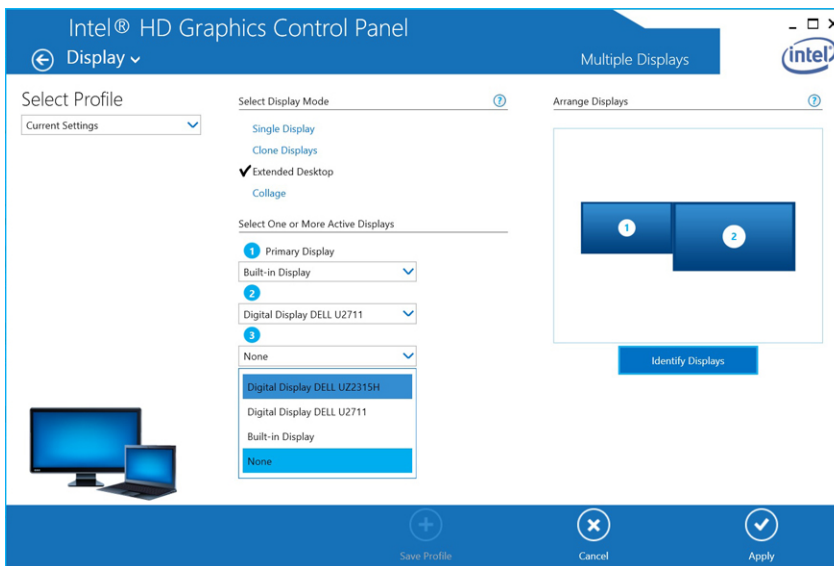 Intel® HD Graphics Control Panel
Display
Multiple Displays
intel
Select Profile
Current Settings
Select Display Mode
?
Single Display
Clone Displays
Extended Desktop
Collage
Select One or More Active Displays
1 Primary Display
Built-in Display
2
Digital Display DELL U2711
3
None
Digital Display DELL UZ2315H
Digital Display DELL U2711
Built-in Display
None
Arrange Displays
?
1
2
Identify Displays
Save Profile
Cancel
Apply